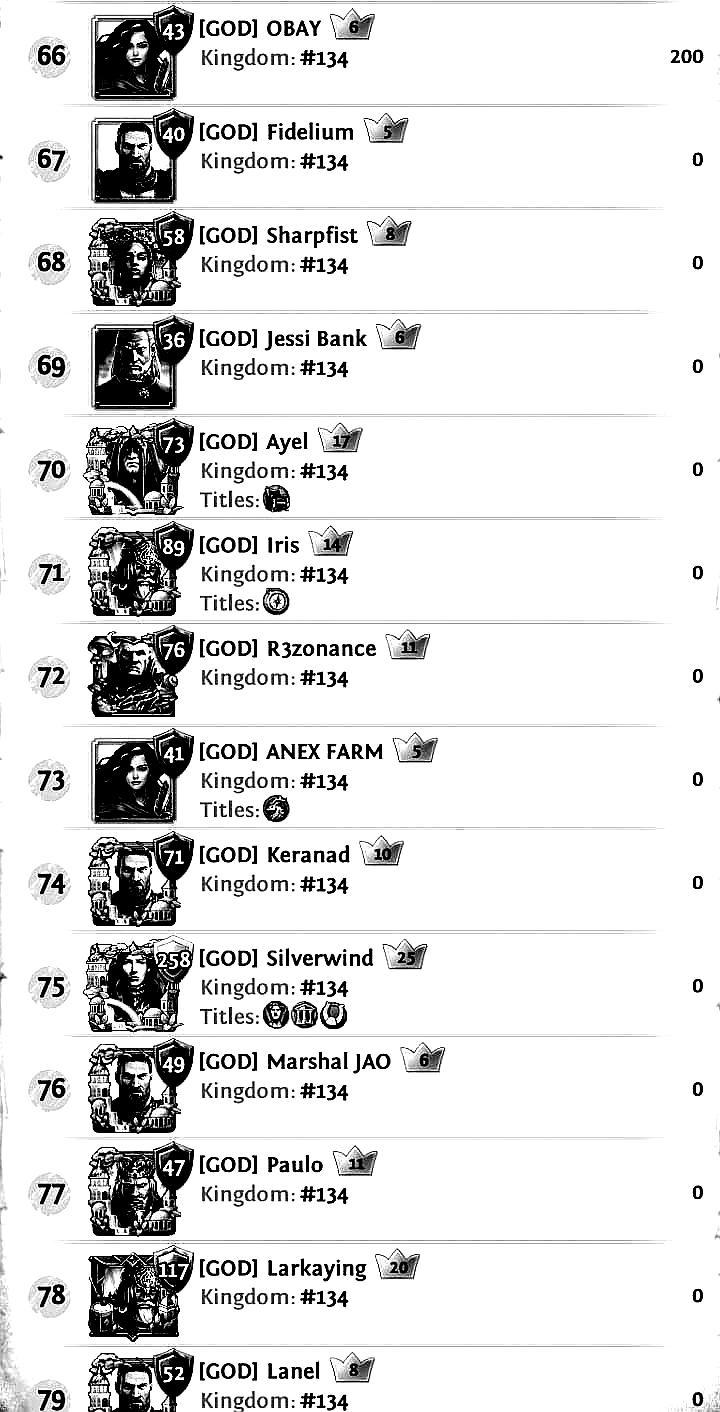 66 43 [GOD] OBAY 6
Kingdom: #134 200
67 40 [GOD] Fidelium 5
Kingdom: #134 0
68 58 [GOD] Sharpfist 8
Kingdom: #134 0
69 36 [GOD] Jessi Bank 6
Kingdom: #134 0
70 73 [GOD] Ayel 17
Kingdom: #134 0
Titles:
71 89 [GOD] Iris 14
Kingdom: #134 0
Titles:
72 76 [GOD] R3zonance 11
Kingdom: #134 0
73 41 [GOD] ANEX FARM 5
Kingdom: #134 0
Titles:
74 71 [GOD] Keranad 10
Kingdom: #134 0
75 258 [GOD] Silverwind 25
Kingdom: #134 0
Titles:
76 49 [GOD] Marshal JAO 6
Kingdom: #134 0
77 47 [GOD] Paulo 11
Kingdom: #134 0
78 117 [GOD] Larkaying 20
Kingdom: #134 0
79 52 [GOD] Lanel 8
Kingdom: #134 0